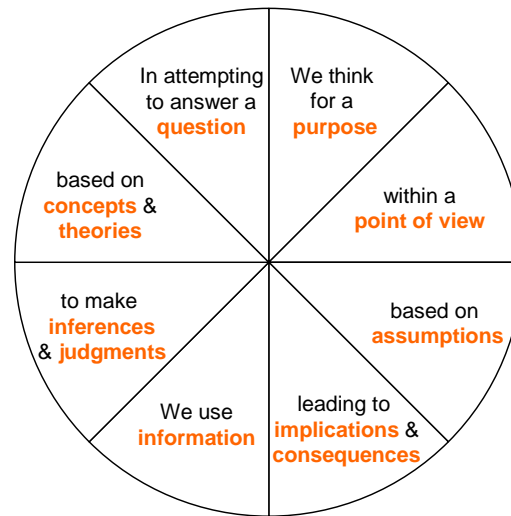 We think
for a
purpose
within a
point of view
based on
assumptions
leading to
implications &
consequences
We use
information
to make
inferences
& judgments
based on
concepts &
theories
In attempting
to answer a
question